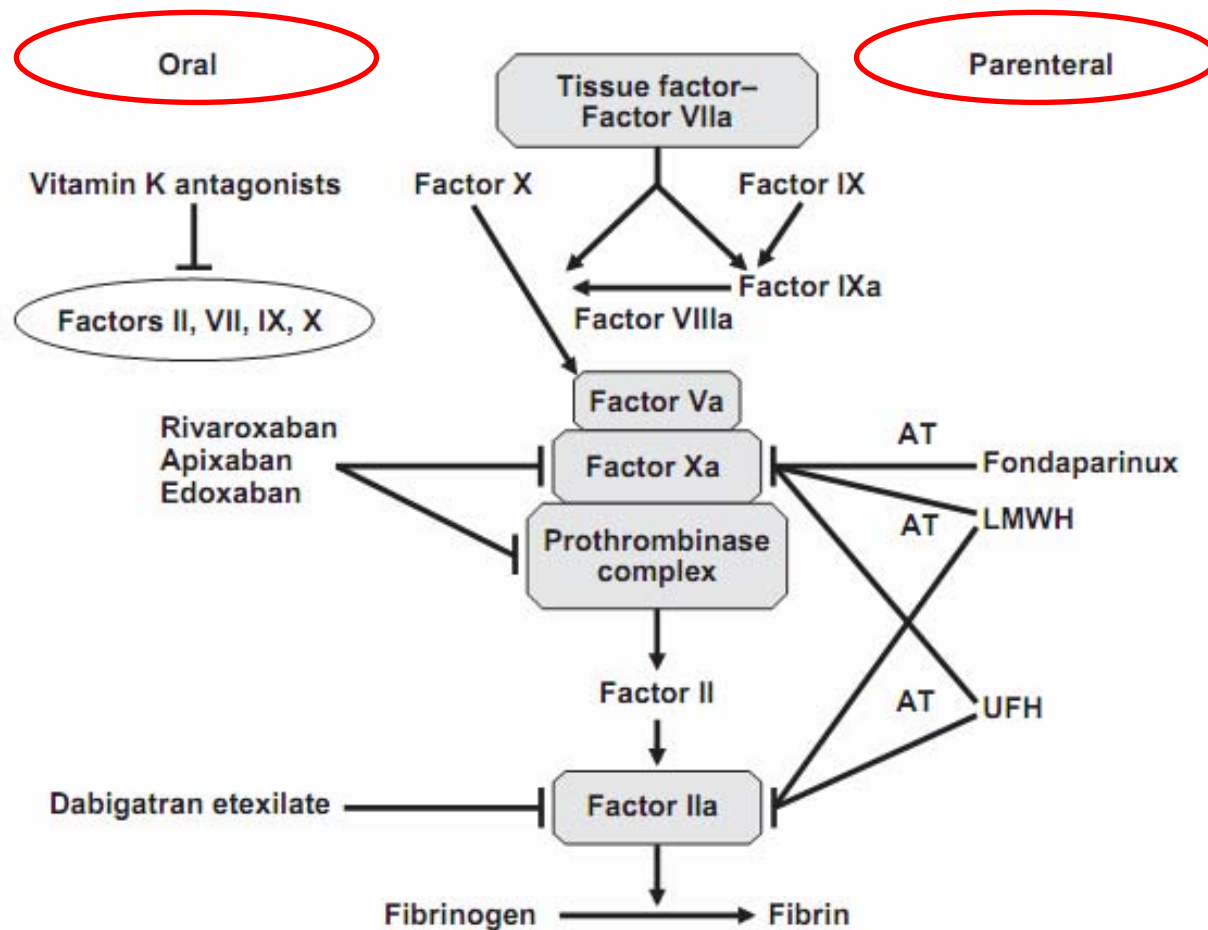 Oral
Parenteral
Tissue factor–
Factor VIIa
Vitamin K antagonists
Factor X
Factor IX
Factor IXa
Factor VIIIa
Factors II, VII, IX, X
Factor Va
Rivaroxaban
Apixaban
Edoxaban
Factor Xa
AT
Fondaparinux
AT
LMWH
Prothrombinase
complex
Factor II
AT
UFH
Dabigatran etexilate
Factor IIa
Fibrinogen
Fibrin